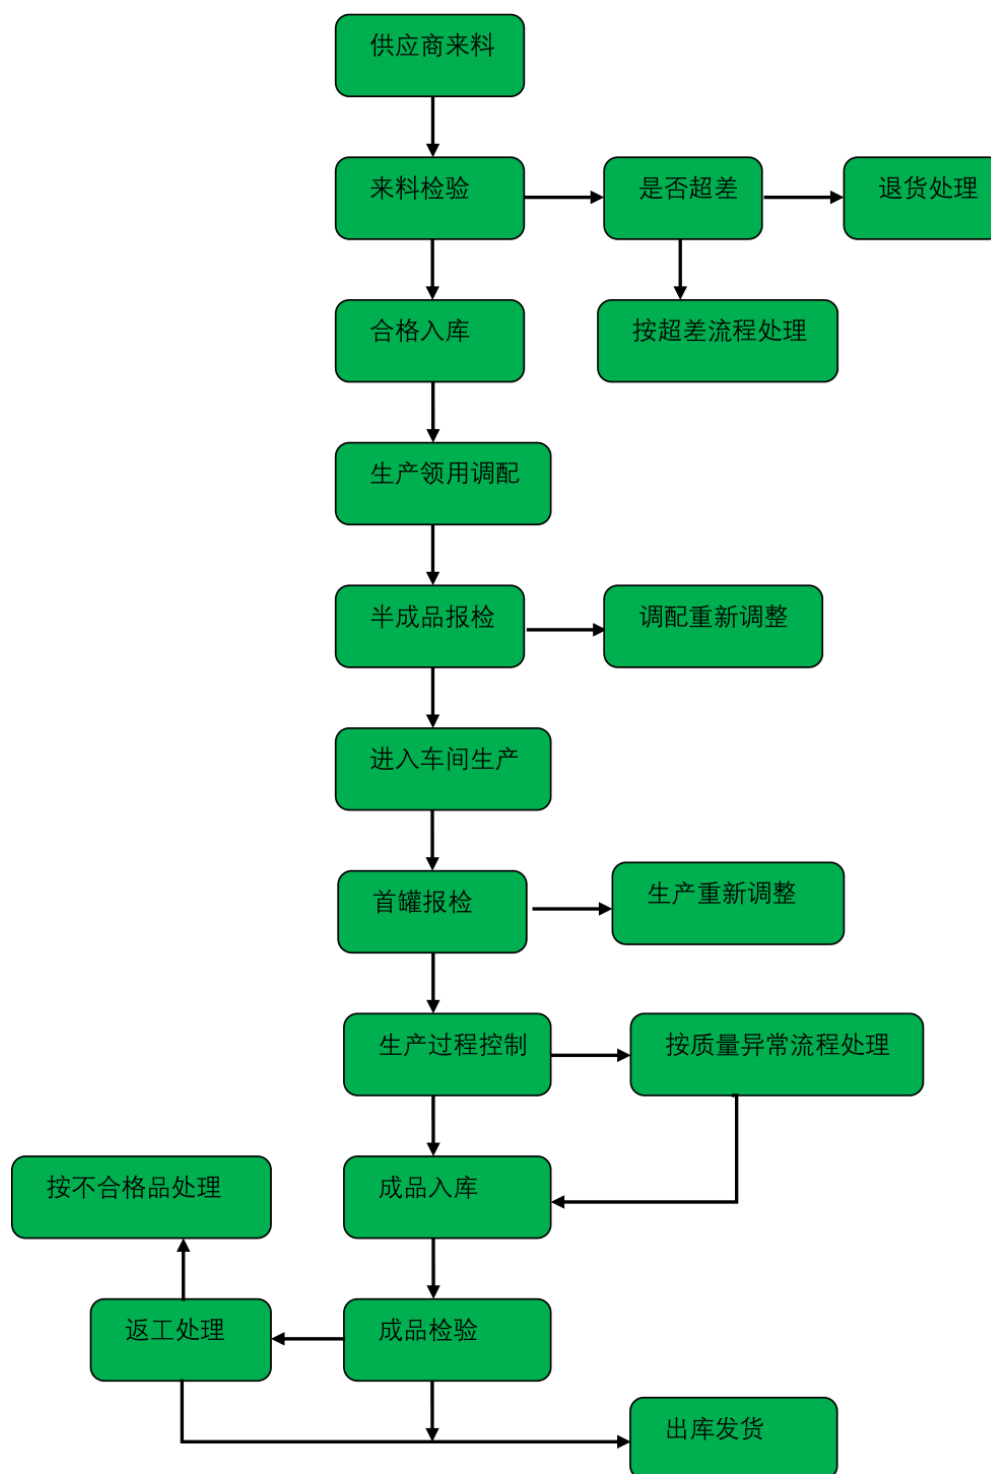 供应商来料
来料检验
是否超差
退货处理
合格入库
按超差流程处理
生产领用调配
半成品报检
调配重新调整
进入车间生产
首罐报检
生产重新调整
生产过程控制
按质量异常流程处理
按不合格品处理
成品入库
返工处理
成品检验
出库发货